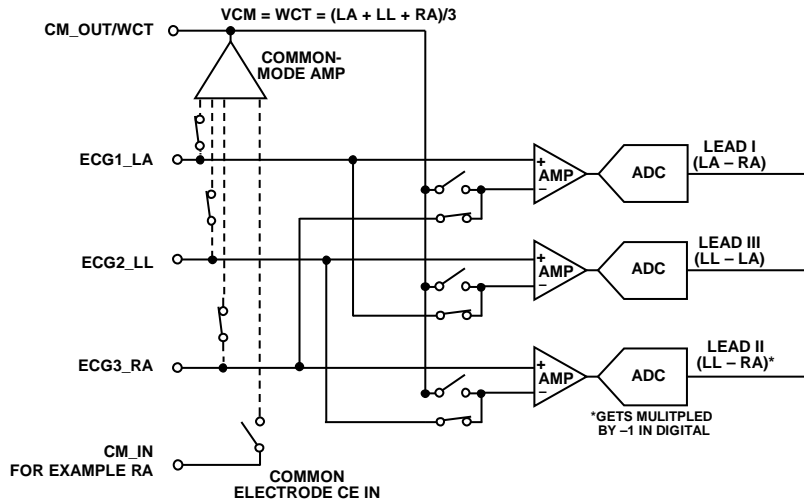 VCM = WCT = (LA + LL + RA)/3
CM_OUT/WCT
COMMON-
MODE AMP
ECG1_LA
+
AMP
–
ADC
LEAD I
(LA – RA)
ECG2_LL
+
AMP
–
ADC
LEAD III
(LL – LA)
ECG3_RA
+
AMP
–
ADC
LEAD II
(LL – RA)*
*GETS MULITPLED
BY –1 IN DIGITAL
CM_IN
FOR EXAMPLE RA
COMMON
ELECTRODE CE IN